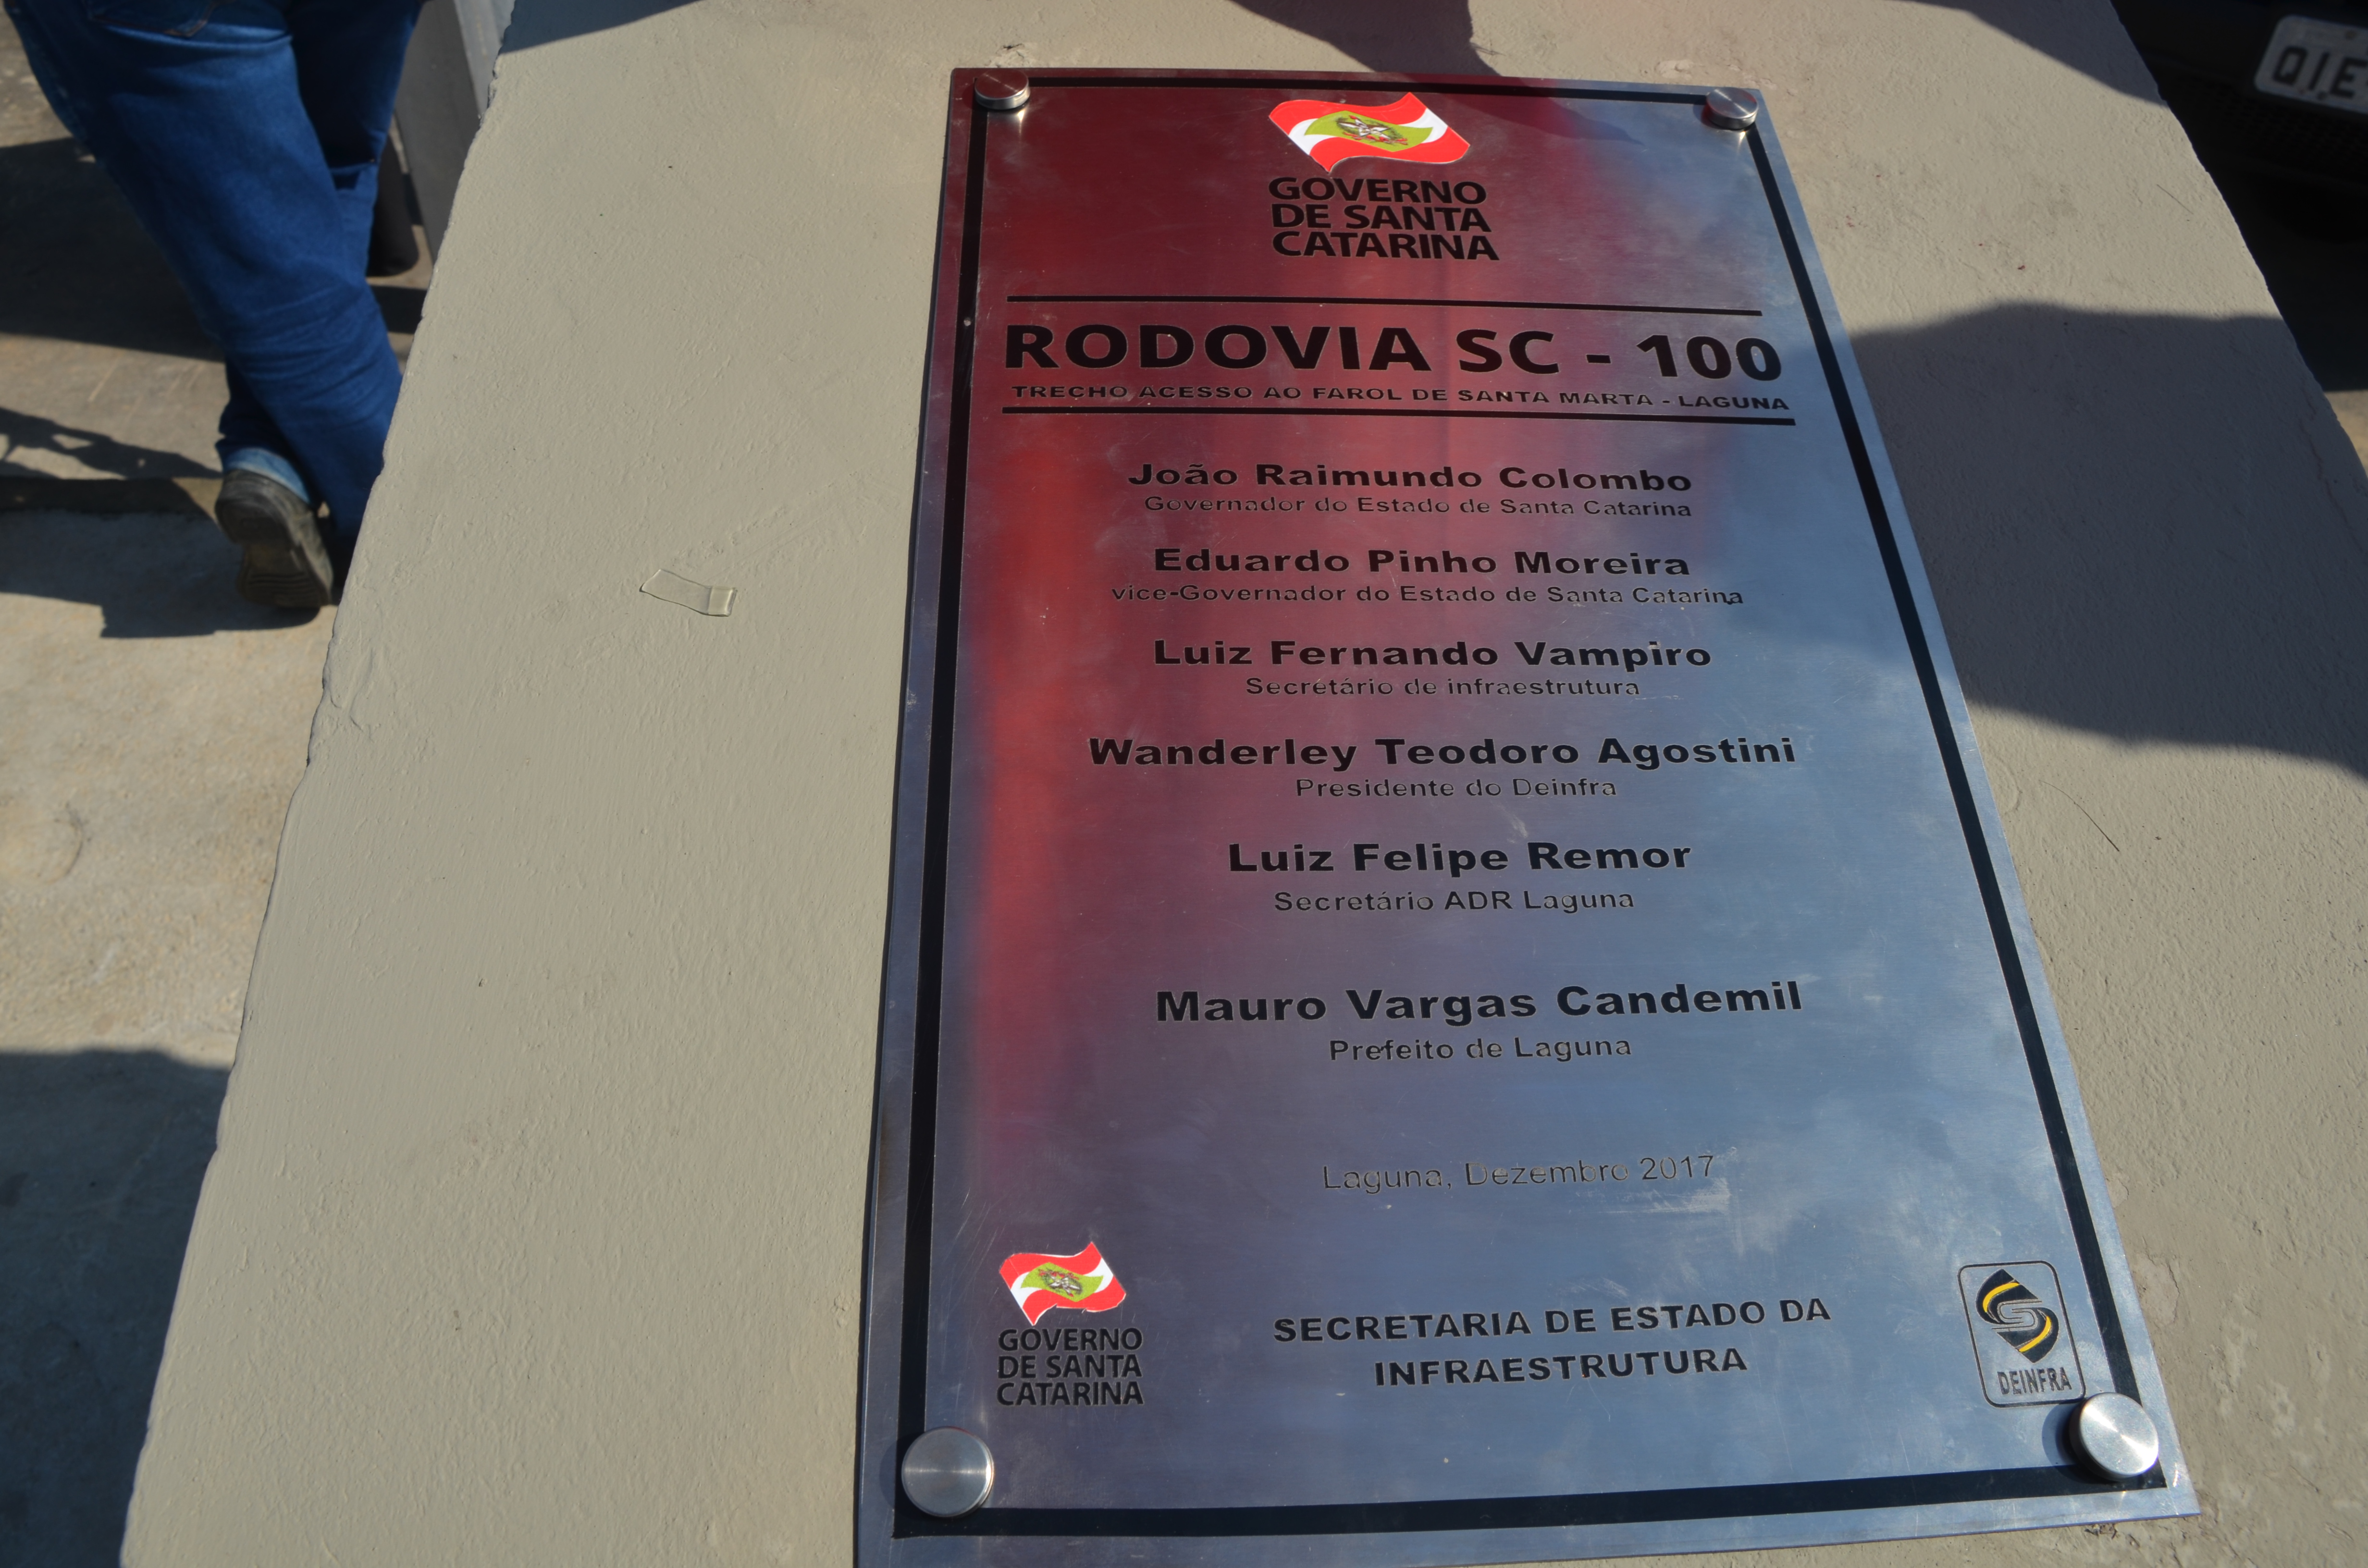 GOVERNO
DE SANTA
CATARINA
RODOVIA SC - 100
TRECHO ACESSO AO FAROL DE SANTA MARTA - LAGUNA
João Raimundo Colombo
Governador do Estado de Santa Catarina
Eduardo Pinho Moreira
vice-Governador do Estado de Santa Catarina
Luiz Fernando Vampiro
Secretário de infraestrutura
Wanderley Teodoro Agostini
Presidente do Deinfra
Luiz Felipe Remor
Secretário ADR Laguna
Mauro Vargas Candemil
Prefeito de Laguna
Laguna, Dezembro 2017
GOVERNO
DE SANTA
CATARINA
SECRETARIA DE ESTADO DA
INFRAESTRUTURA
DEINFRA
QIE